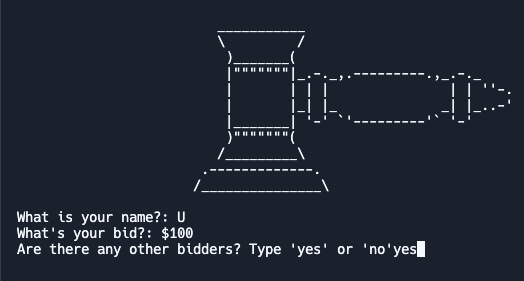 What is your name?: U
What's your bid?: $100
Are there any other bidders? Type 'yes' or 'no'yes